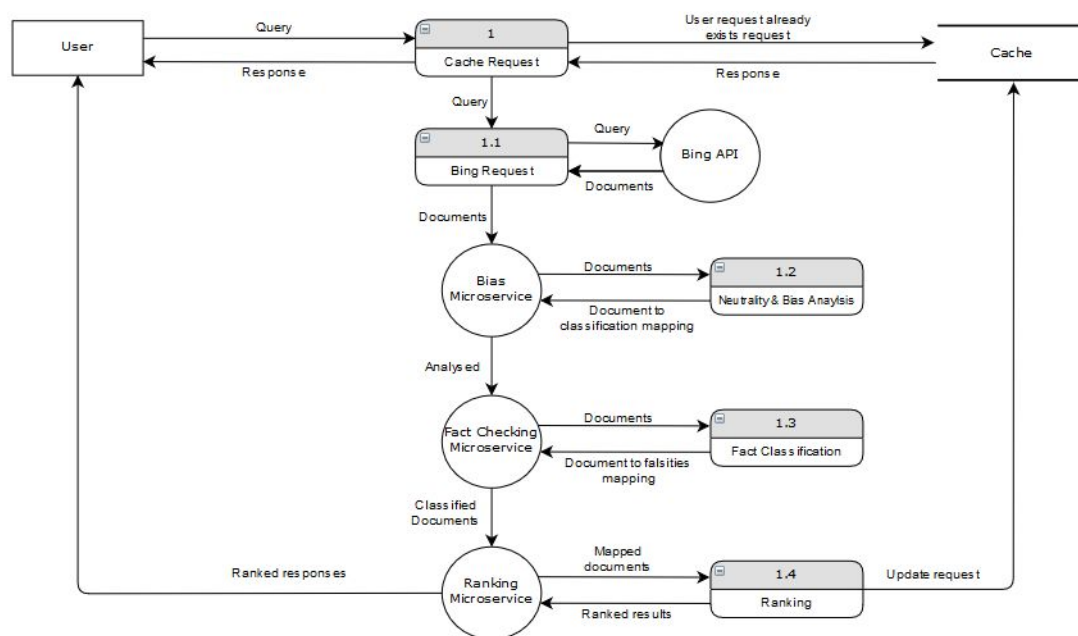 Query
1
User request already
exists request
User
Cache Request
Cache
Response
Response
Query
1.1
Query
Bing API
Bing Request
Documents
Documents
Bias
Microservice
Documents
1.2
Neutrality & Bias Anaylsis
Document to
classification mapping
Analysed
Fact Checking
Microservice
Documents
1.3
Fact Classification
Document to falsities
mapping
Classified
Documents
Ranked responses
Ranking
Microservice
Mapped
documents
1.4
Ranking
Ranked results
Update request